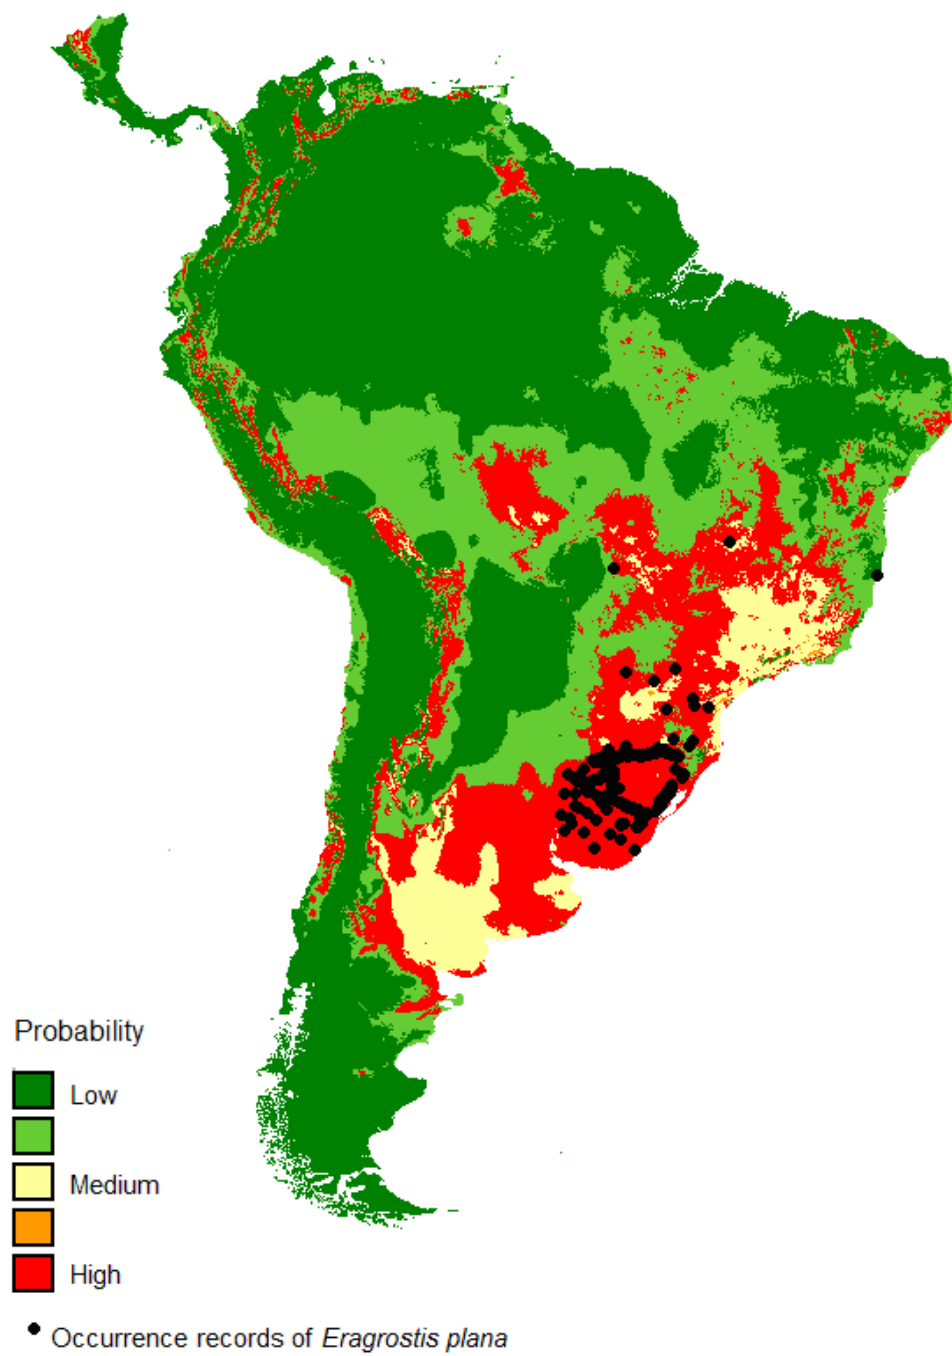 Probability
Low
Medium
High
Occurrence records of Eragrostis plana